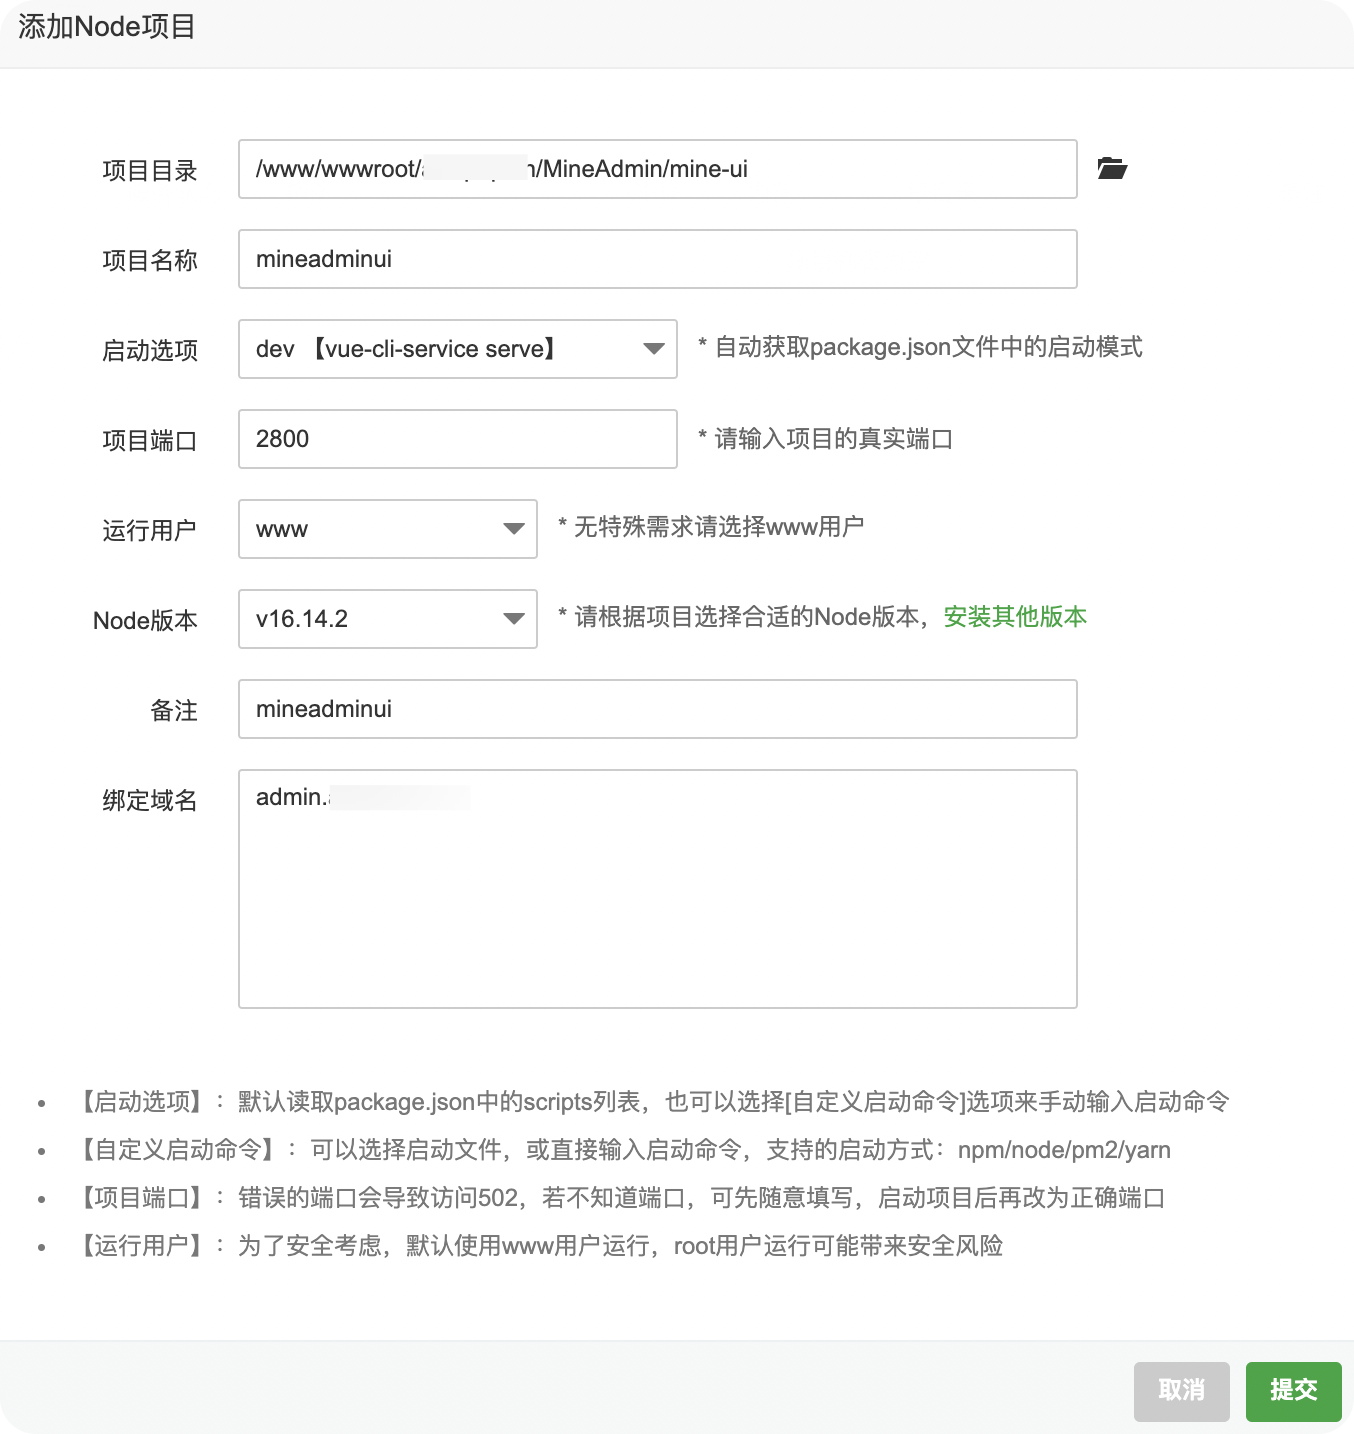 添加Node项目
项目目录 /www/wwwroot/ /MineAdmin/mine-ui
项目名称 mineadminui
启动选项 dev 【vue-cli-service serve】 * 自动获取package.json文件中的启动模式
项目端口 2800 * 请输入项目的真实端口
运行用户 www * 无特殊需求请选择www用户
Node版本 v16.14.2 * 请根据项目选择合适的Node版本，安装其他版本
备注 mineadminui
绑定域名 admin.
• 【启动选项】：默认读取package.json中的scripts列表，也可以选择[自定义启动命令]选项来手动输入启动命令
• 【自定义启动命令】：可以选择启动文件，或直接输入启动命令，支持的启动方式：npm/node/pm2/yarn
• 【项目端口】：错误的端口会导致访问502，若不知道端口，可先随意填写，启动项目后再改为正确端口
• 【运行用户】：为了安全考虑，默认使用www用户运行，root用户运行可能带来安全风险
取消 提交